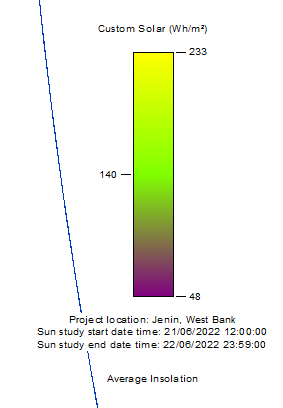 Custom Solar (Wh/m²)
233
140
48
Project location: Jenin, West Bank
Sun study start date time: 21/06/2022 12:00:00
Sun study end date time: 22/06/2022 23:59:00
Average Insolation